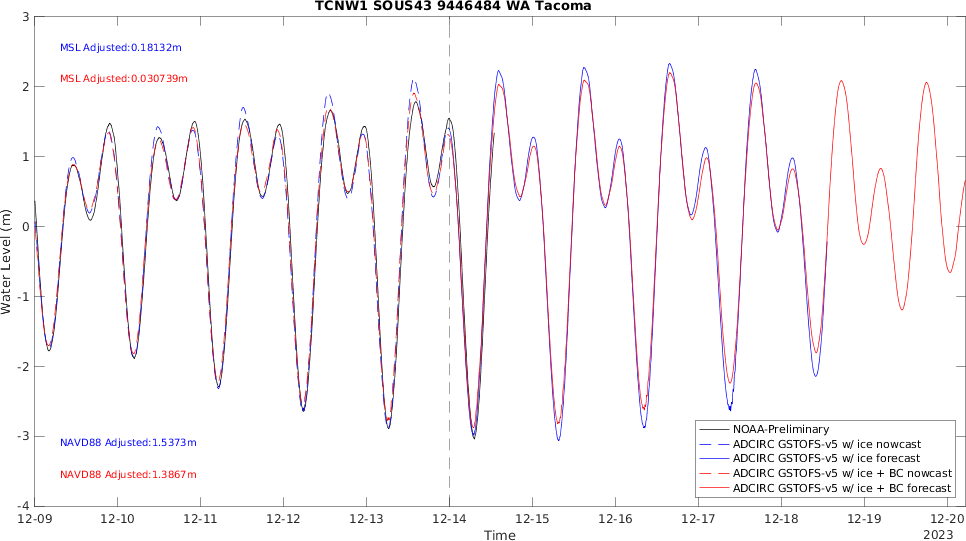 TCNW1 SOUS43 9446484 WA Tacoma
3
2
1
0
-1
-2
-3
-4
Water Level (m)
MSL Adjusted:0.18132m
MSL Adjusted:0.030739m
NAVD88 Adjusted:1.5373m
NAVD88 Adjusted:1.3867m
NOAA-Preliminary
ADCIRC GSTOFS-v5 w/ ice nowcast
ADCIRC GSTOFS-v5 w/ ice forecast
ADCIRC GSTOFS-v5 w/ ice + BC nowcast
ADCIRC GSTOFS-v5 w/ ice + BC forecast
12-09 12-10 12-11 12-12 12-13 12-14 12-15 12-16 12-17 12-18 12-19 12-20
Time
2023